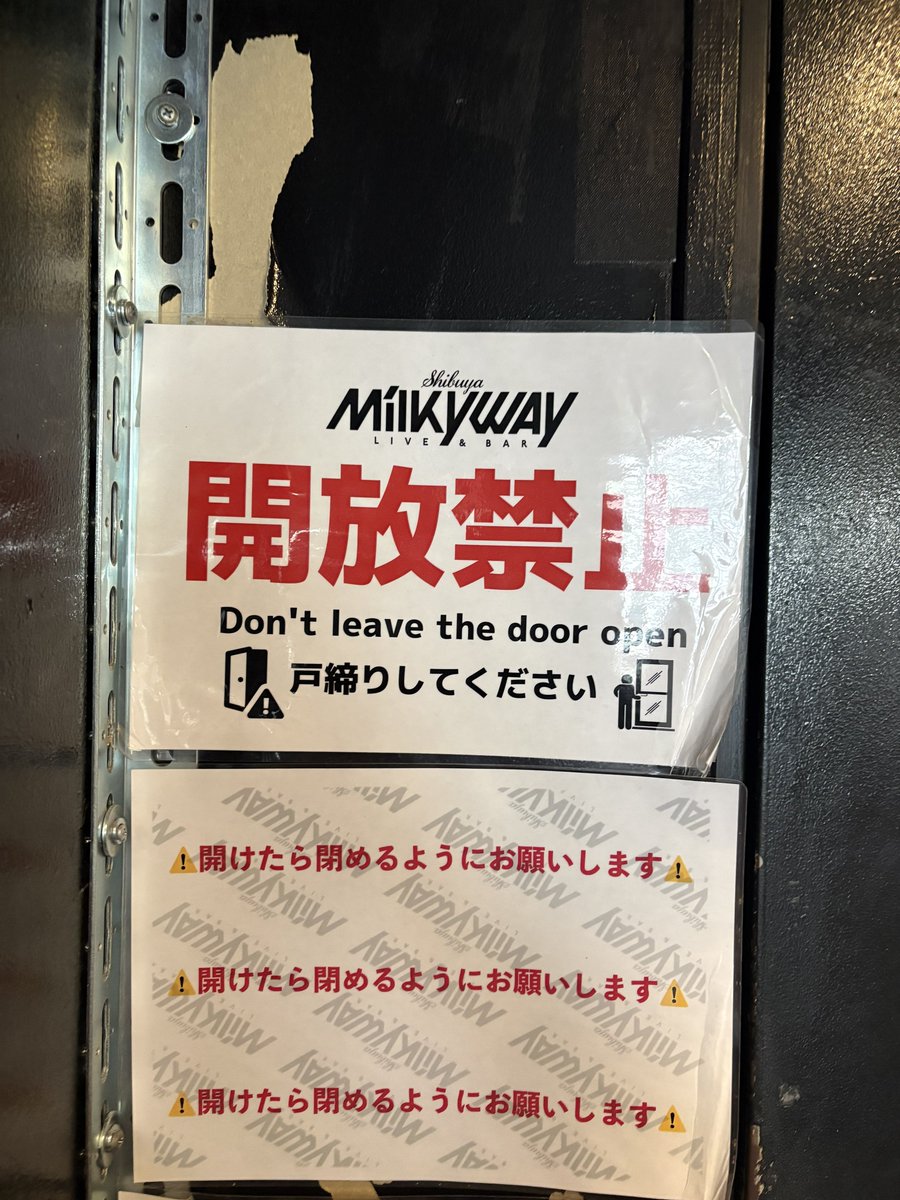 Shibuya
MilkyWay
LIVE & BAR
開放禁止
Don't leave the door open
戸締りしてください
⚠開けたら閉めるようにお願いします⚠
⚠開けたら閉めるようにお願いします⚠
⚠開けたら閉めるようにお願いします⚠